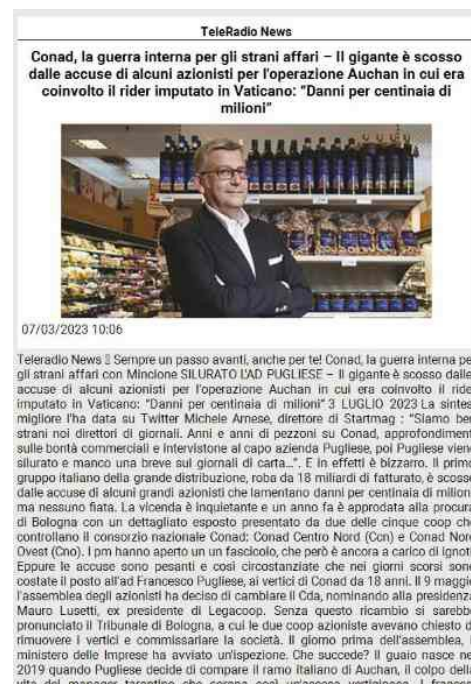 TeleRadio News
Conad, la guerra interna per gli strani affari – Il gigante è scosso
dalle accuse di alcuni azionisti per l'operazione Auchan in cui era
coinvolto il rider imputato in Vaticano: "Danni per centinaia di
milioni"
07/03/2023 10:06
Teleradio News ▯ Sempre un passo avanti, anche per te! Conad, la guerra interna pe
gli strani affari con Mincione SILURATO L'AD PUGLIESE – Il gigante è scosso dalle
accuse di alcuni azionisti per l'operazione Auchan in cui era coinvolto il ride
imputato in Vaticano: "Danni per centinaia di milioni" 3 LUGLIO 2023 La sintes
migliore l'ha data su Twitter Michele Arnese, direttore di Startmag : "Siamo ben
strani noi direttori di giornali. Anni e anni di pezzoni su Conad, approfondiment
sulle bontà commerciali e intervistone al capo azienda Pugliese, poi Pugliese viene
silurato e manco una breve sui giornali di carta…". E in effetti è bizzarro. Il primo
gruppo italiano della grande distribuzione, roba da 18 miliardi di fatturato, è scosso
dalle accuse di alcuni grandi azionisti che lamentano danni per centinaia di milion
ma nessuno fiata. La vicenda è inquietante e un anno fa è approdata alla procura
di Bologna con un dettagliato esposto presentato da due delle cinque coop che
controllano il consorzio nazionale Conad: Conad Centro Nord (Ccn) e Conad Nord
Ovest (Cno). I pm hanno aperto un un fascicolo, che però è ancora a carico di ignoti
Eppure le accuse sono pesanti e così circostanziate che nei giorni scorsi sono
costate il posto all'ad Francesco Pugliese, ai vertici di Conad da 18 anni. Il 9 maggio
l'assemblea degli azionisti ha deciso di cambiare il Cda, nominando alla presidenza
Mauro Lusetti, ex presidente di Legacoop. Senza questo ricambio si sarebbe
pronunciato il Tribunale di Bologna, a cui le due coop azioniste avevano chiesto d
rimuovere i vertici e commissariare la società. Il giorno prima dell'assemblea, i
ministero delle Imprese ha avviato un'ispezione. Che succede? Il guaio nasce ne
2019 quando Pugliese decide di compare il ramo italiano di Auchan, il colpo della